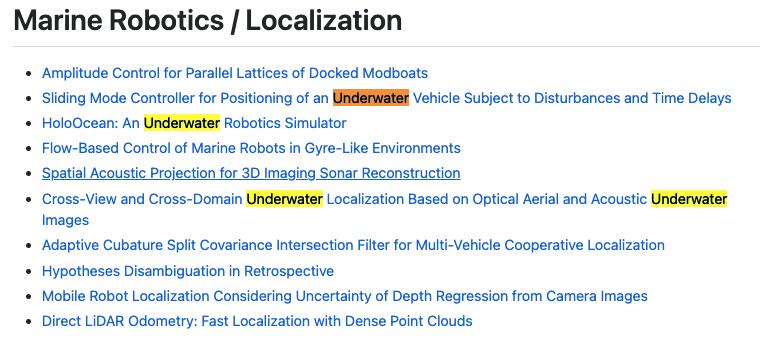 Marine Robotics / Localization
Amplitude Control for Parallel Lattices of Docked Modboats
Sliding Mode Controller for Positioning of an Underwater Vehicle Subject to Disturbances and Time Delays
HoloOcean: An Underwater Robotics Simulator
Flow-Based Control of Marine Robots in Gyre-Like Environments
Spatial Acoustic Projection for 3D Imaging Sonar Reconstruction
Cross-View and Cross-Domain Underwater Localization Based on Optical Aerial and Acoustic Underwater
Images
Adaptive Cubature Split Covariance Intersection Filter for Multi-Vehicle Cooperative Localization
Hypotheses Disambiguation in Retrospective
Mobile Robot Localization Considering Uncertainty of Depth Regression from Camera Images
Direct LiDAR Odometry: Fast Localization with Dense Point Clouds